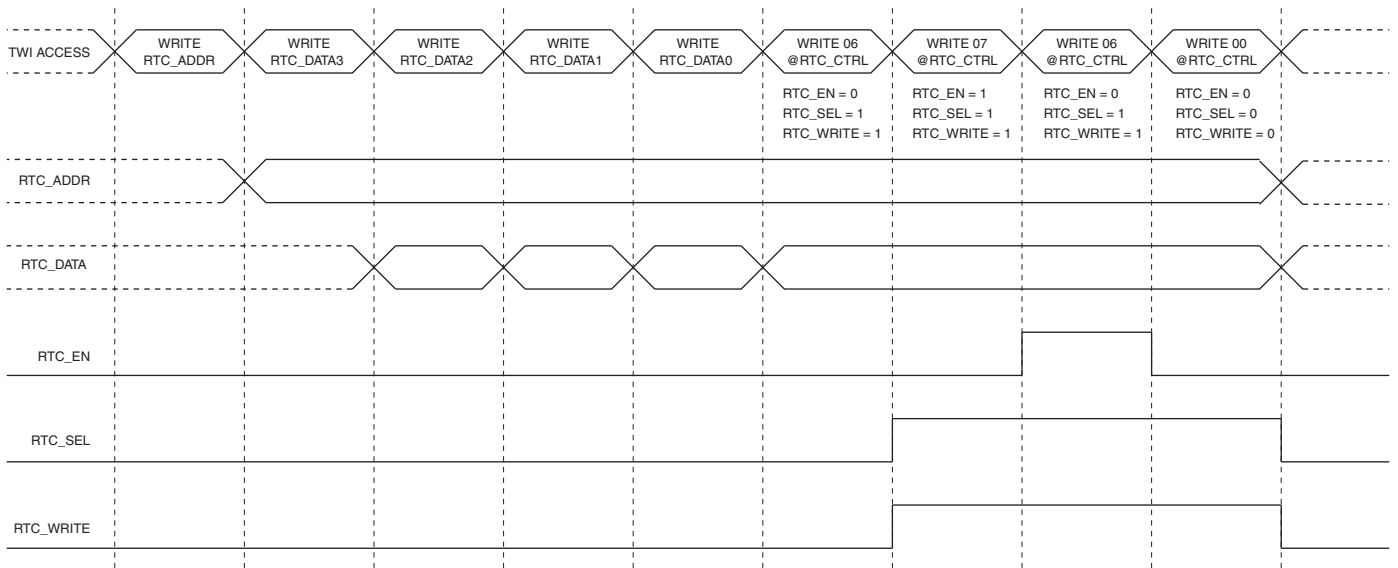 TWI ACCESS
WRITE
RTC_ADDR
WRITE
RTC_DATA3
WRITE
RTC_DATA2
WRITE
RTC_DATA1
WRITE
RTC_DATA0
WRITE 06
@RTC_CTRL
WRITE 07
@RTC_CTRL
WRITE 06
@RTC_CTRL
WRITE 00
@RTC_CTRL
RTC_EN = 0
RTC_SEL = 1
RTC_WRITE = 1
RTC_EN = 1
RTC_SEL = 1
RTC_WRITE = 1
RTC_EN = 0
RTC_SEL = 1
RTC_WRITE = 1
RTC_EN = 0
RTC_SEL = 0
RTC_WRITE = 0
RTC_ADDR
RTC_DATA
RTC_EN
RTC_SEL
RTC_WRITE